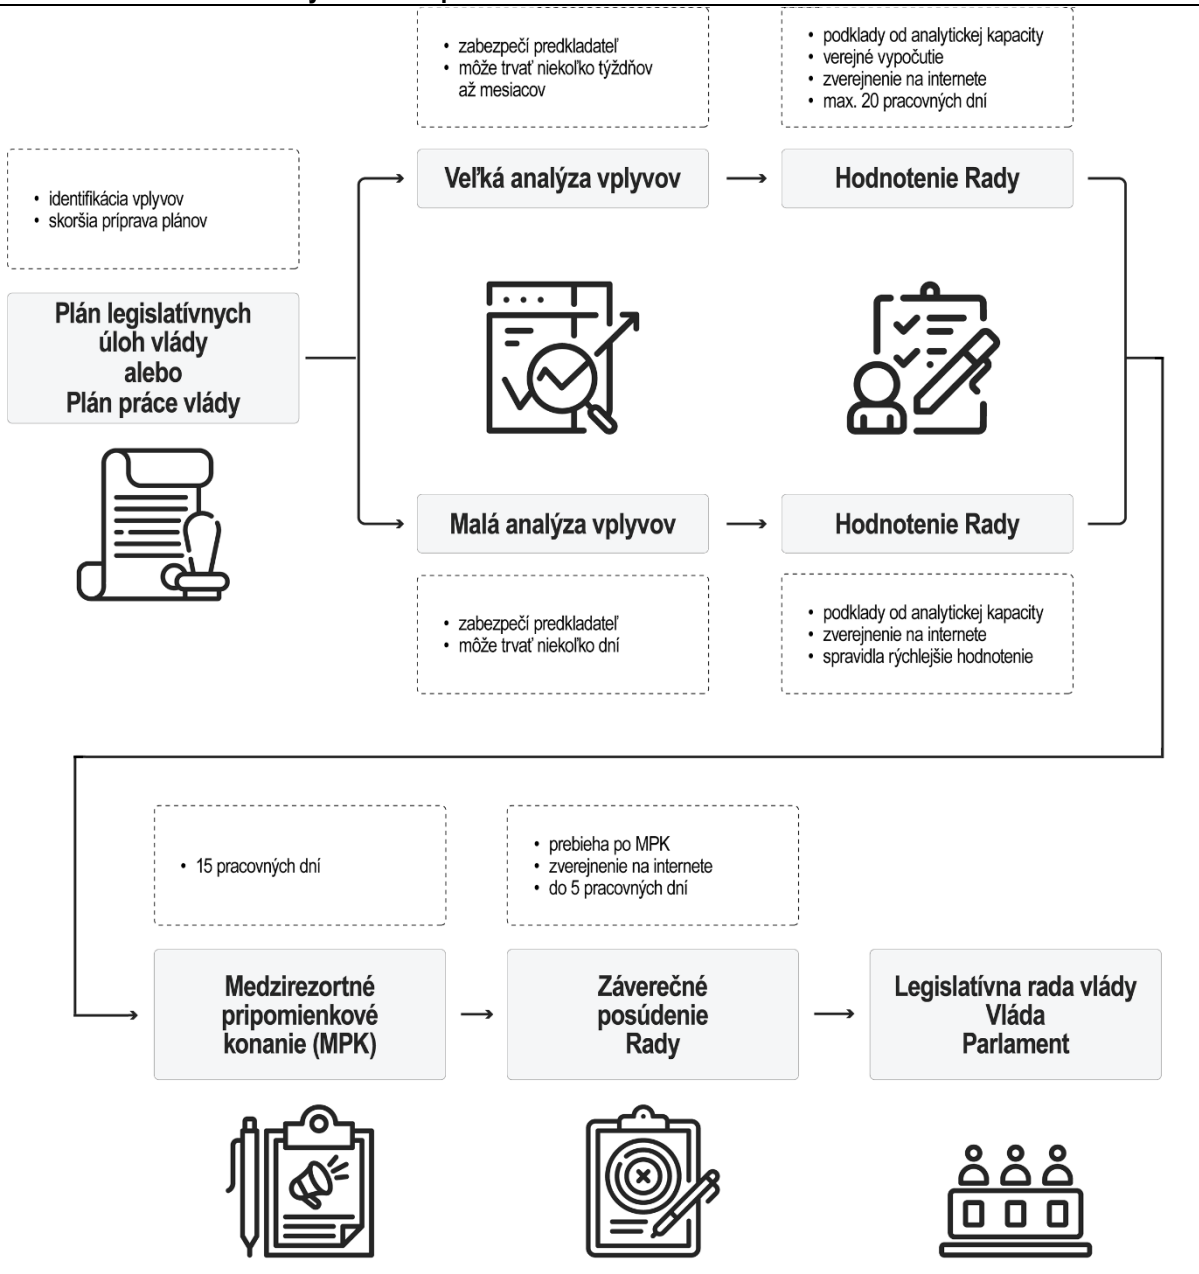 • zabezpečí predkladateľ
• môže trvať niekoľko týždňov
až mesiacov
• podklady od analytickej kapacity
• verejné vypočutie
• zverejnenie na internete
• max. 20 pracovných dní
• identifikácia vplyvov
• skoršia príprava plánov
Veľká analýza vplyvov
Hodnotenie Rady
Plán legislatívnych
úloh vlády
alebo
Plán práce vlády
Malá analýza vplyvov
Hodnotenie Rady
• zabezpečí predkladateľ
• môže trvať niekoľko dní
• podklady od analytickej kapacity
• zverejnenie na internete
• spravidla rýchlejšie hodnotenie
• 15 pracovných dní
• prebieha po MPK
• zverejnenie na internete
• do 5 pracovných dní
Medzirezortné
pripomienkové
konanie (MPK)
Záverečné
posúdenie
Rady
Legislatívna rada vlády
Vláda
Parlament